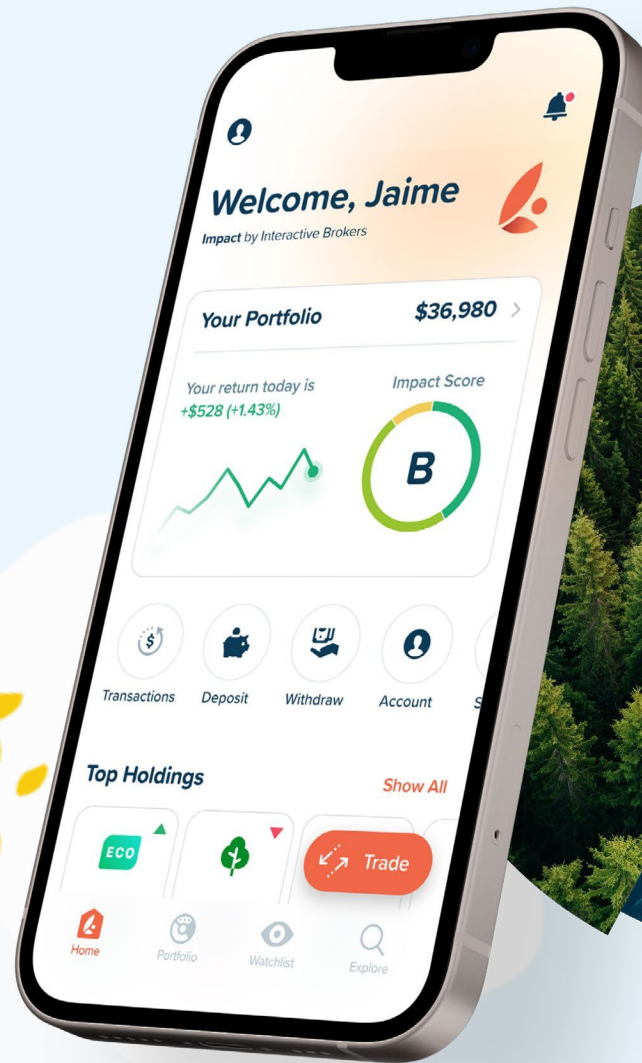 Welcome, Jaime
Impact by Interactive Brokers
Your Portfolio $36,980
Your return today is
+$528 (+1.43%)
Impact Score
B
Transactions Deposit Withdraw Account
Top Holdings Show All
ECO
Trade
Home Portfolio Watchlist Explore